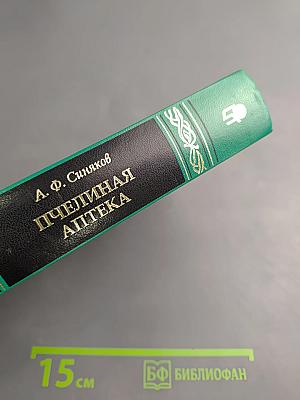 А. Ф. Синяков
ПЧЕЛИНАЯ
АПТЕКА
15 см
БФ БИБЛИОФАН